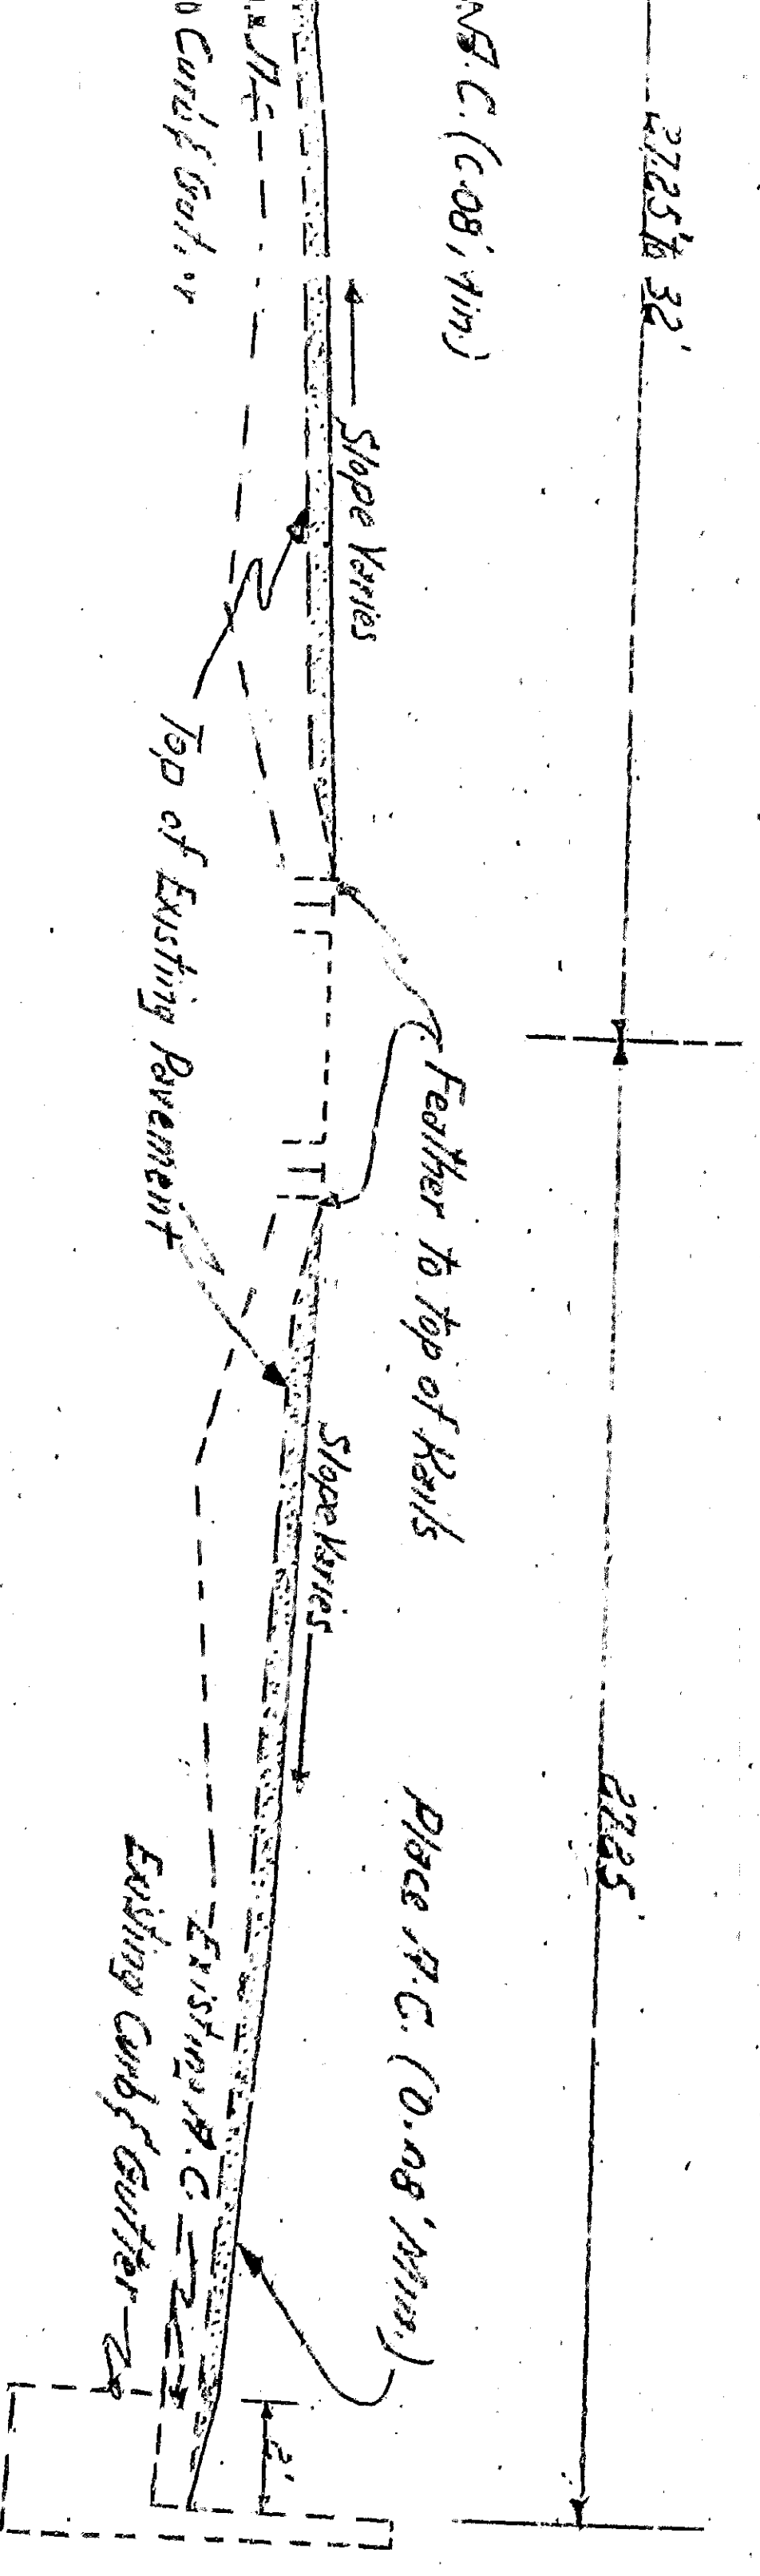 27.25' to 32'
27.25
A.C. (0.08', Min.)
Place A.C. (0.08' Min.)
Feather to top of Rails
Slope Varies
Slope Varies
Top of Existing Pavement
Existing A.C.
2'
Curb & Gutter
Existing Curb & Gutter